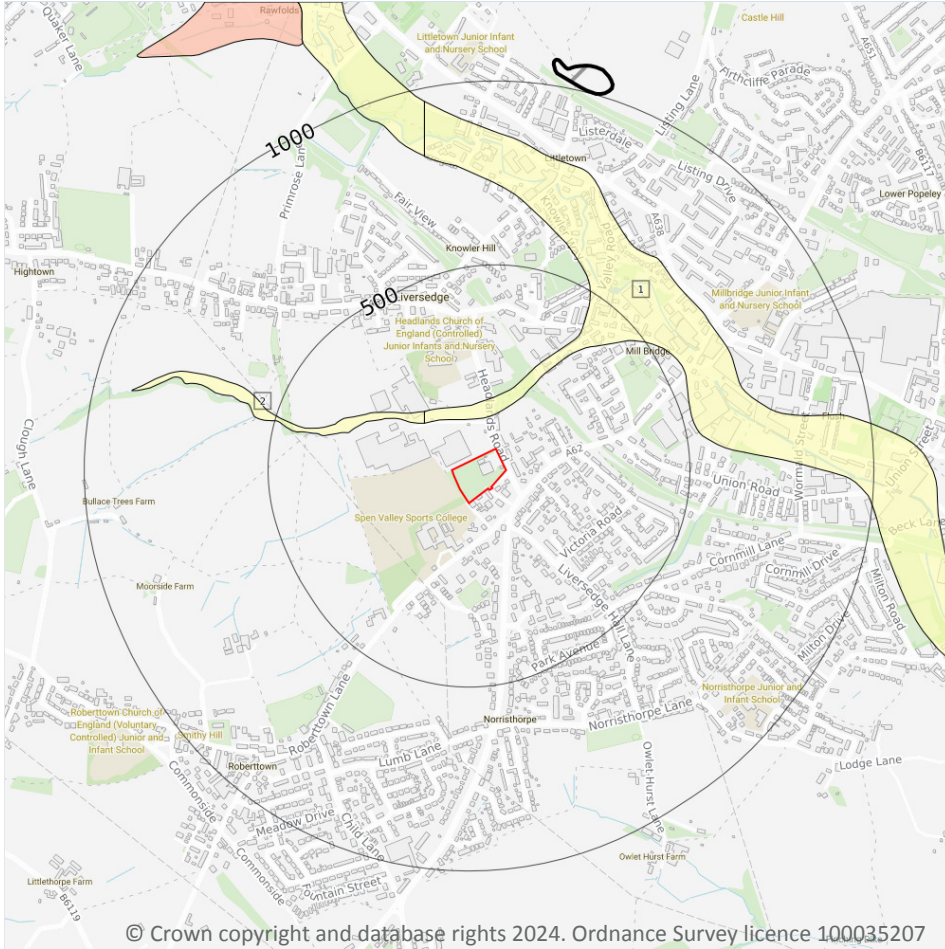 Rawfolds
Quaker Lane
Castle Hill
Littletown Junior Infant
and Nursery School
A651
Arthcliffe Parade
1000
Listing Lane
Listerdale
B6117
Littletown
Primrose Lane
Listing Drive
Lower Popeley
Fair View
A638
Knowler Hill
Valley Road
Hightown
1
500
Liversedge
Millbridge Junior Infant
and Nursery School
Headlands Church of
England (Controlled)
Junior Infants and Nursery
School
Mill Bridge
Headlands Road
2
Flush
Clough Lane
A62
Wormald Street
Union Street
Union Road
Bullace Trees Farm
Spen Valley Sports College
Victoria Road
Beck Lane
Cornmill Lane
Cornmill Drive
Moorside Farm
Liversedge Hall Lane
Milton Road
Milton Drive
Park Avenue
Roberttown Lane
Norristhorpe Junior and
Infant School
Roberttown Church of
England (Voluntary
Controlled) Junior and
Infant School
Smithy Hill
Norristhorpe
Norristhorpe Lane
Lumb Lane
Roberttown
Owlet Hurst Lane
Lodge Lane
Commonside
Meadow Drive
Child Lane
Commonside
Owlet Hurst Farm
Littlethorpe Farm
Fountain Street
B6119
© Crown copyright and database rights 2024. Ordnance Survey licence 100035207